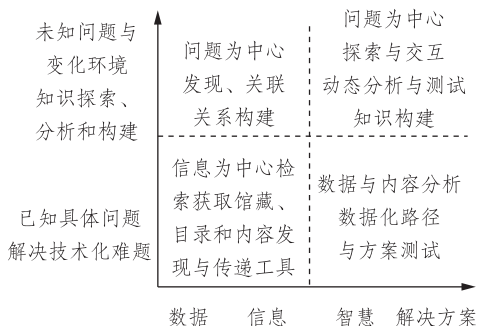 未知问题与
变化环境
知识探索、
分析和构建
问题为中心
发现、关联
关系构建
问题为中心
探索与交互
动态分析与测试
知识构建
已知具体问题
解决技术化难题
信息为中心检
索获取馆藏、
目录和内容发
现与传递工具
数据与内容分析
数据化路径
与方案测试
数据 信息 智慧 解决方案